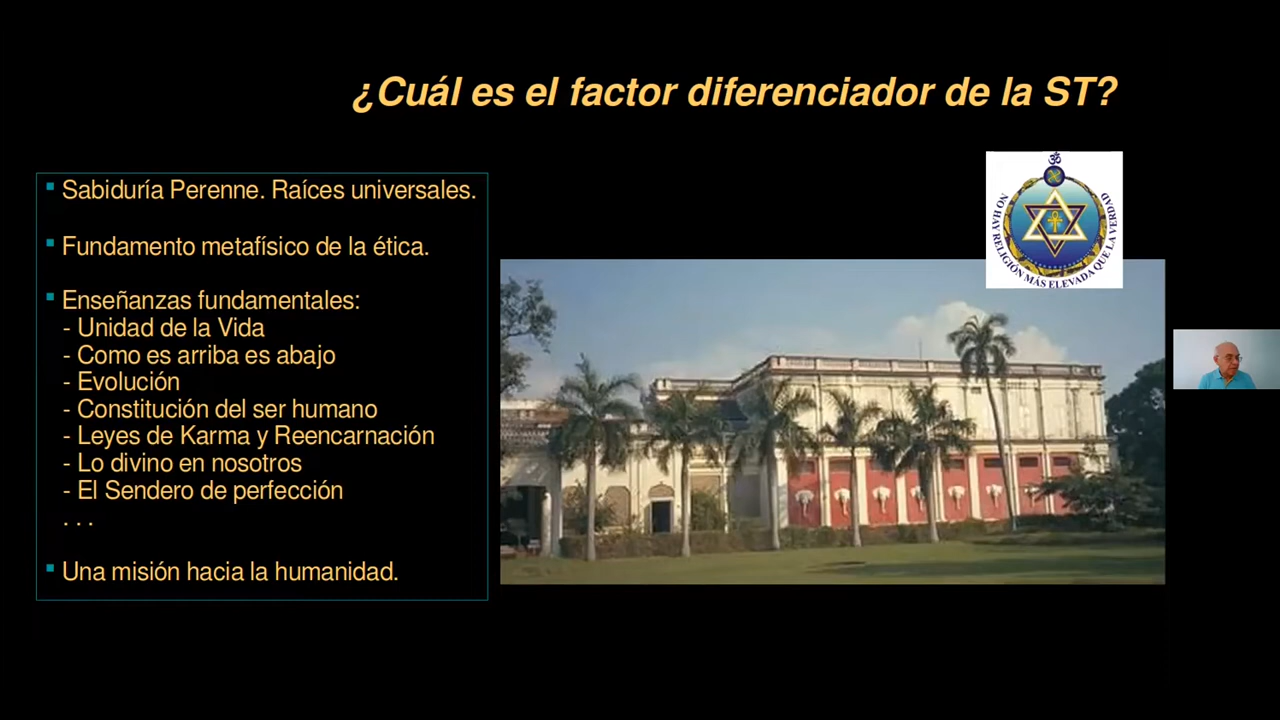 ¿Cuál es el factor diferenciador de la ST?
NO HAY RELIGIÓN MÁS ELEVADA QUE LA VERDAD
Sabiduría Perenne. Raíces universales.
Fundamento metafísico de la ética.
Enseñanzas fundamentales:
- Unidad de la Vida
- Como es arriba es abajo
- Evolución
- Constitución del ser humano
- Leyes de Karma y Reencarnación
- Lo divino en nosotros
- El Sendero de perfección
. . .
Una misión hacia la humanidad.